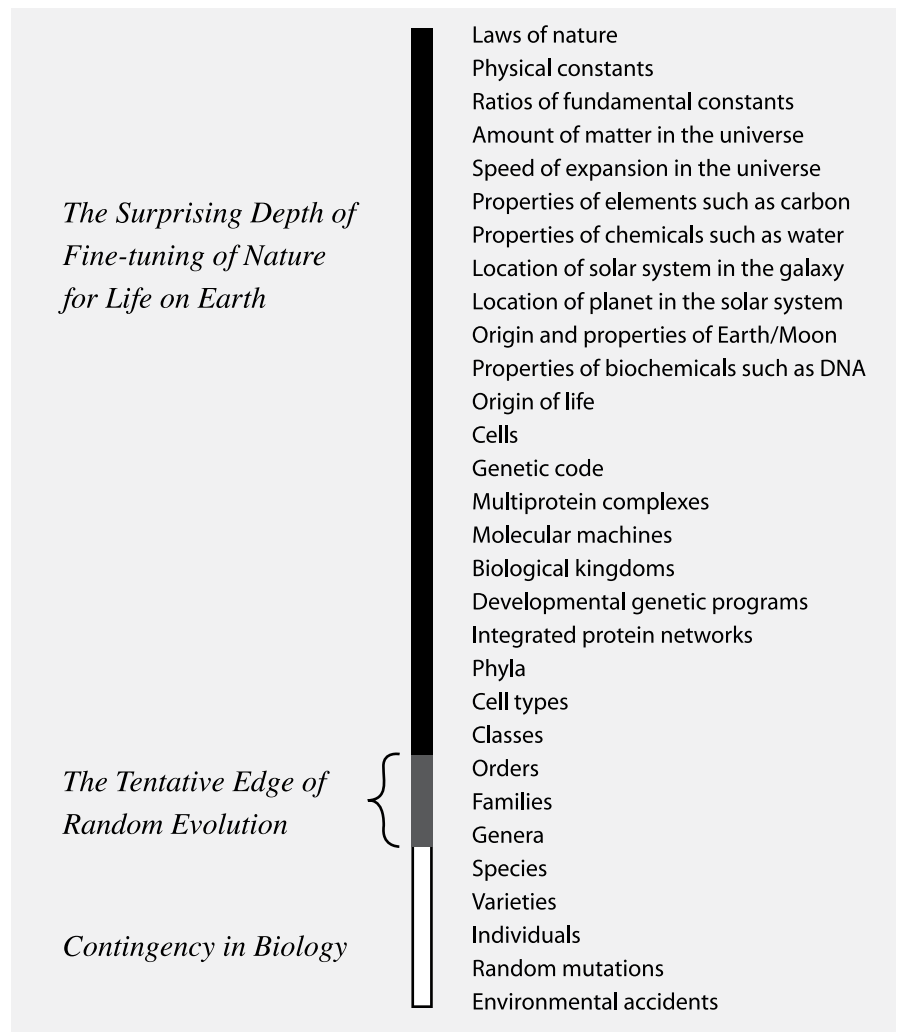 Laws of nature
Physical constants
Ratios of fundamental constants
Amount of matter in the universe
Speed of expansion in the universe
Properties of elements such as carbon
Properties of chemicals such as water
Location of solar system in the galaxy
Location of planet in the solar system
Origin and properties of Earth/Moon
Properties of biochemicals such as DNA
Origin of life
Cells
Genetic code
Multiprotein complexes
Molecular machines
Biological kingdoms
Developmental genetic programs
Integrated protein networks
Phyla
Cell types
Classes
Orders
Families
Genera
Species
Varieties
Individuals
Random mutations
Environmental accidents
The Surprising Depth of
Fine-tuning of Nature
for Life on Earth
The Tentative Edge of
Random Evolution
Contingency in Biology